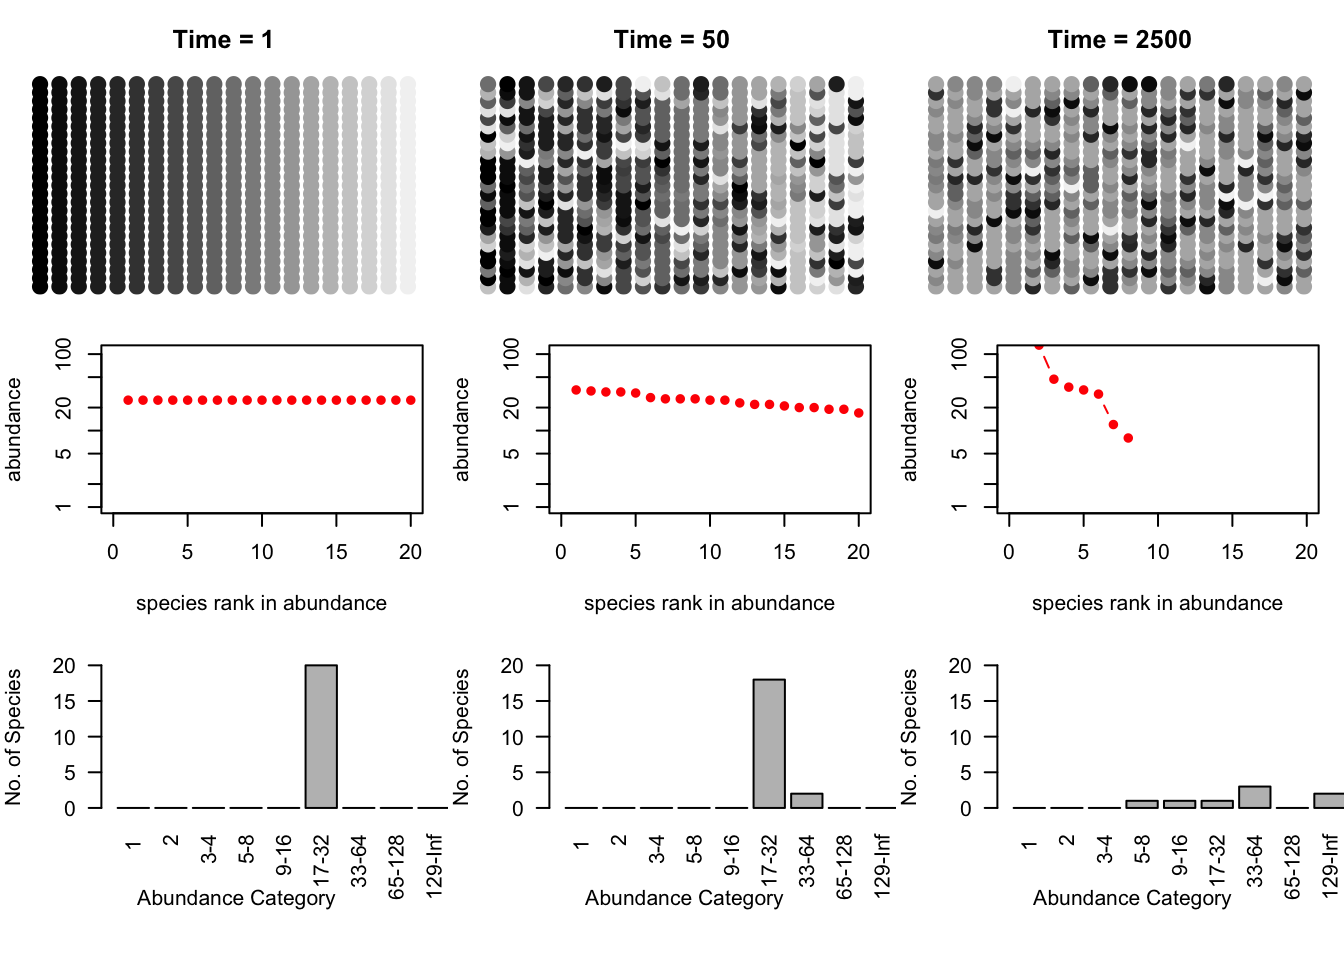 Time = 1
Time = 50
Time = 2500
abundance
100
20
5
1
0 5 10 15 20
species rank in abundance
abundance
100
20
5
1
0 5 10 15 20
species rank in abundance
abundance
100
20
5
1
0 5 10 15 20
species rank in abundance
No. of Species
20
15
10
5
0
1 2 3-4 5-8 9-16 17-32 33-64 65-128 129-Inf
Abundance Category
No. of Species
20
15
10
5
0
1 2 3-4 5-8 9-16 17-32 33-64 65-128 129-Inf
Abundance Category
No. of Species
20
15
10
5
0
1 2 3-4 5-8 9-16 17-32 33-64 65-128 129-Inf
Abundance Category